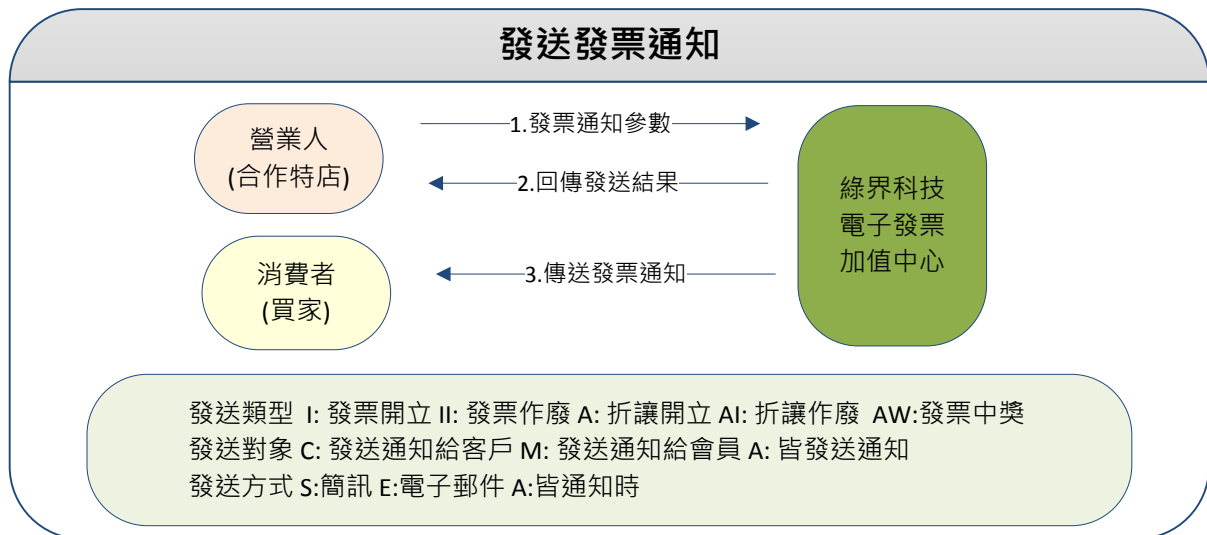 發送發票通知
營業人
(合作特店)
1.發票通知參數
2.回傳發送結果
綠界科技
電子發票
加值中心
消費者
(買家)
3.傳送發票通知
發送類型 I: 發票開立 II: 發票作廢 A: 折讓開立 AI: 折讓作廢 AW:發票中獎
發送對象 C: 發送通知給客戶 M: 發送通知給會員 A: 皆發送通知
發送方式 S:簡訊 E:電子郵件 A:皆通知時